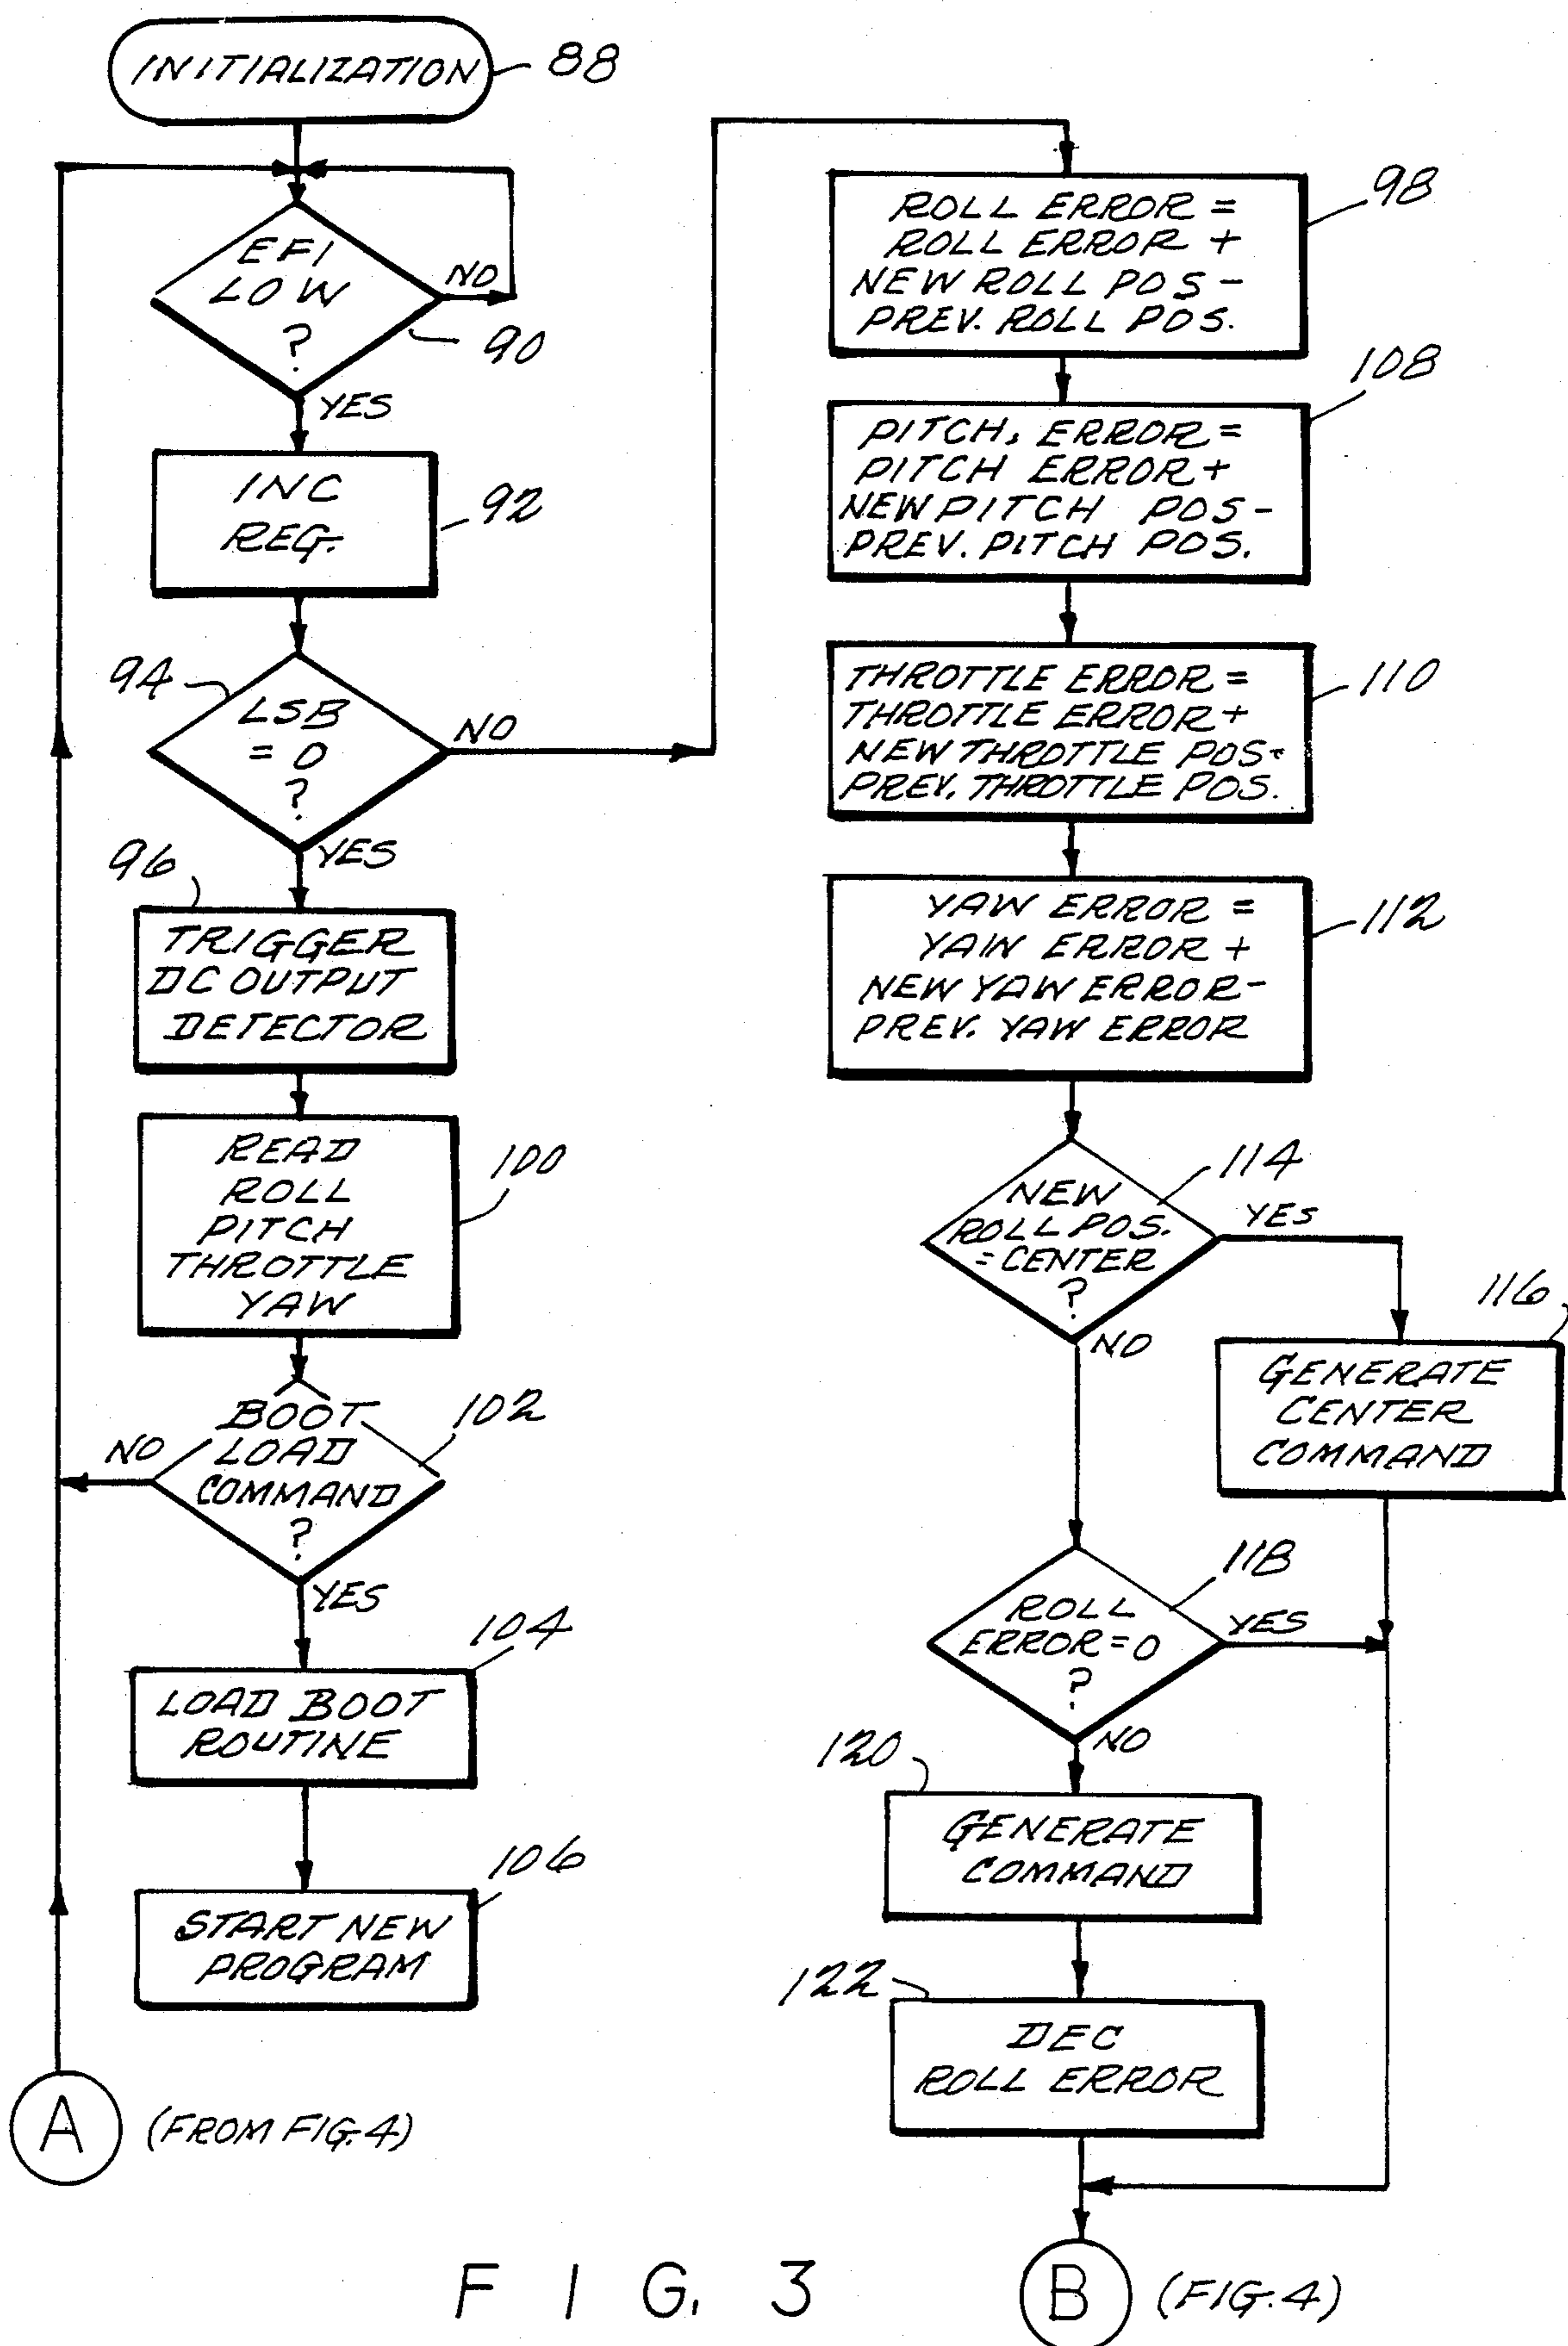 INITIALIZATION
88
EFI
LOW
?
NO
90
YES
INC
REG.
92
94
LSB
= 0
?
NO
YES
96
TRIGGER
DC OUTPUT
DETECTOR
READ
ROLL
PITCH
THROTTLE
YAW
100
BOOT
LOAD
COMMAND
?
102
NO
YES
104
LOAD BOOT
ROUTINE
106
START NEW
PROGRAM
A
(FROM FIG.4)
ROLL ERROR =
ROLL ERROR +
NEW ROLL POS -
PREV. ROLL POS.
98
PITCH, ERROR =
PITCH ERROR +
NEW PITCH POS -
PREV. PITCH POS.
108
THROTTLE ERROR =
THROTTLE ERROR +
NEW THROTTLE POS -
PREV. THROTTLE POS.
110
YAW ERROR =
YAW ERROR +
NEW YAW ERROR -
PREV. YAW ERROR
112
NEW
ROLL POS.
= CENTER
?
114
YES
NO
116
GENERATE
CENTER
COMMAND
ROLL
ERROR = 0
?
118
YES
NO
120
GENERATE
COMMAND
122
DEC
ROLL ERROR
B
(FIG.4)
FIG. 3